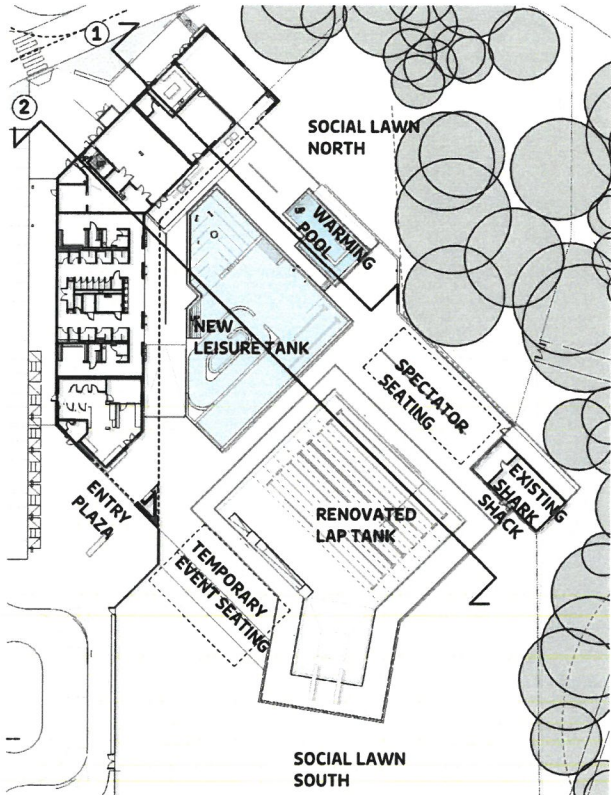 1
2
SOCIAL LAWN
NORTH
WARMING
POOL
NEW
LEISURE TANK
SPECTATOR
SEATING
EXISTING
SHARK
SHACK
ENTRY
PLAZA
RENOVATED
LAP TANK
TEMPORARY
EVENT SEATING
SOCIAL LAWN
SOUTH